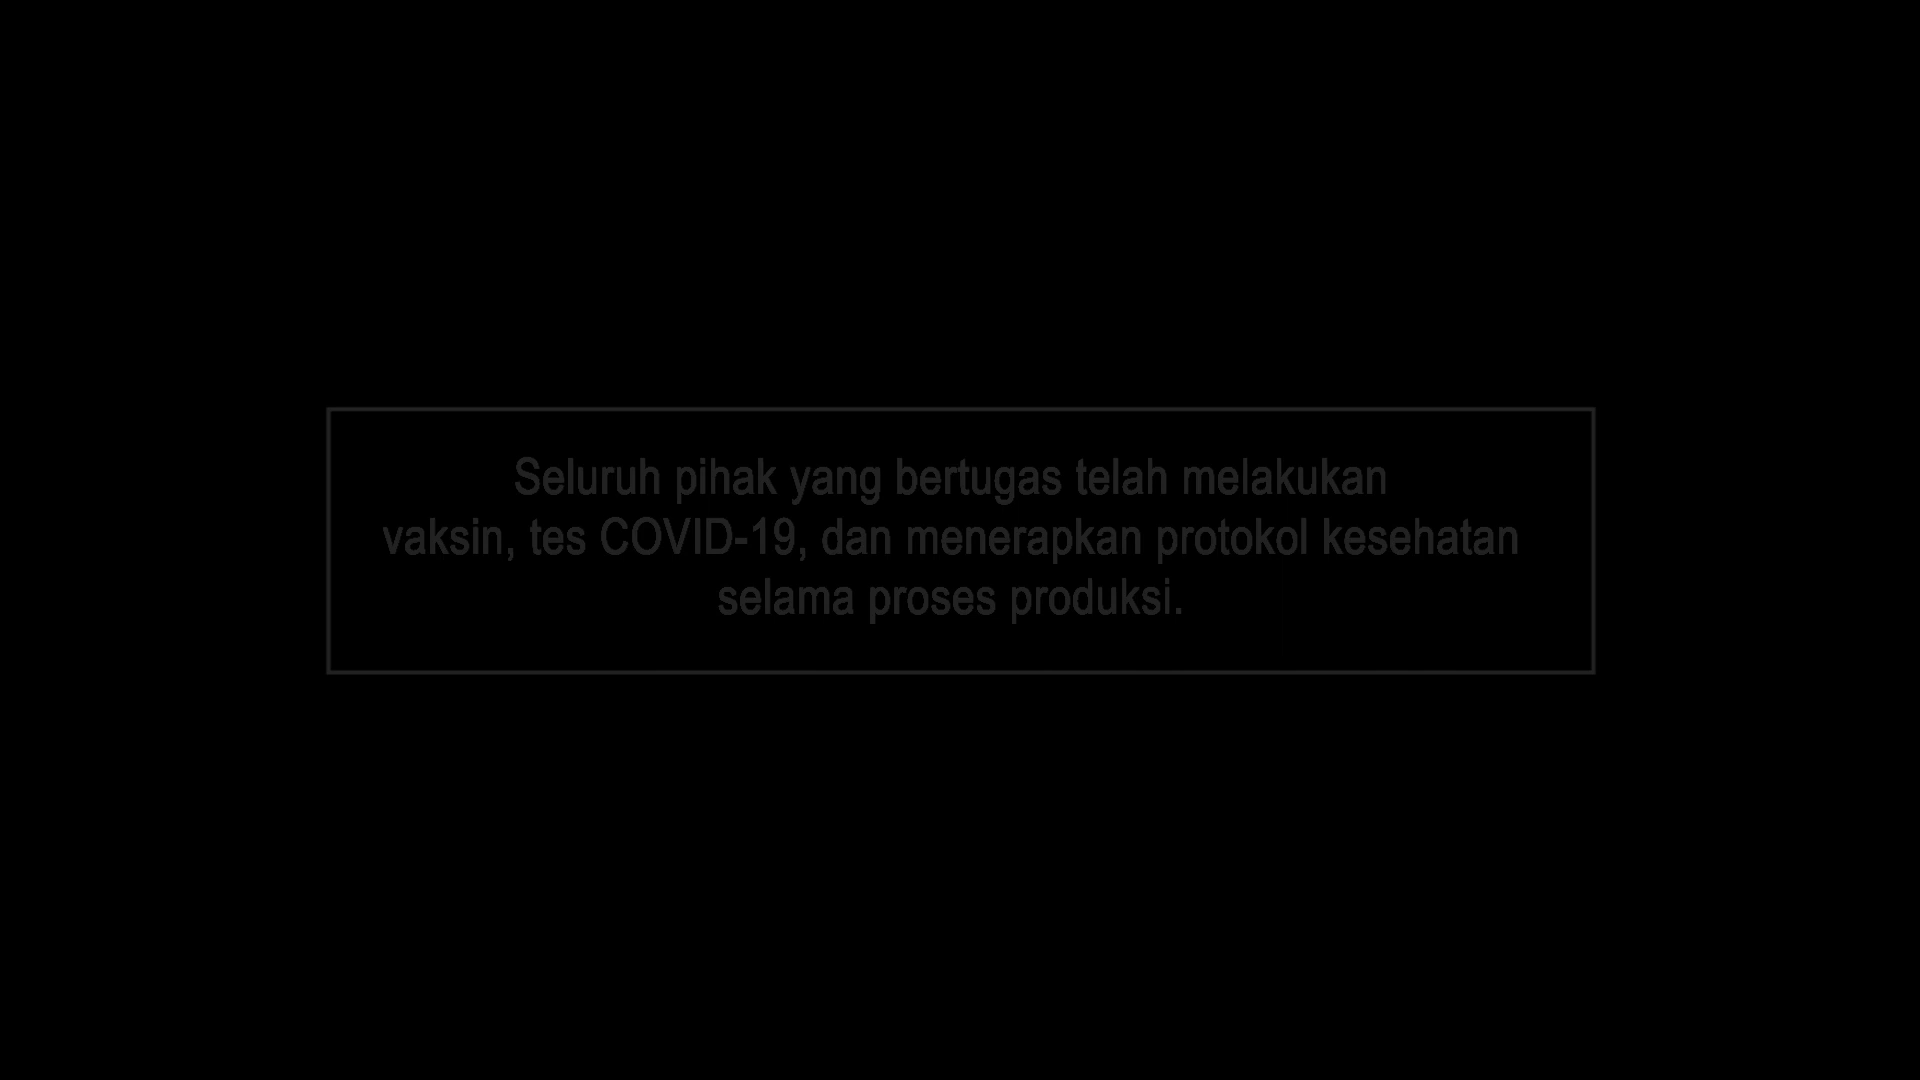 Seluruh pihak yang bertugas telah melakukan
vaksin, tes COVID-19, dan menerapkan protokol kesehatan
selama proses produksi.